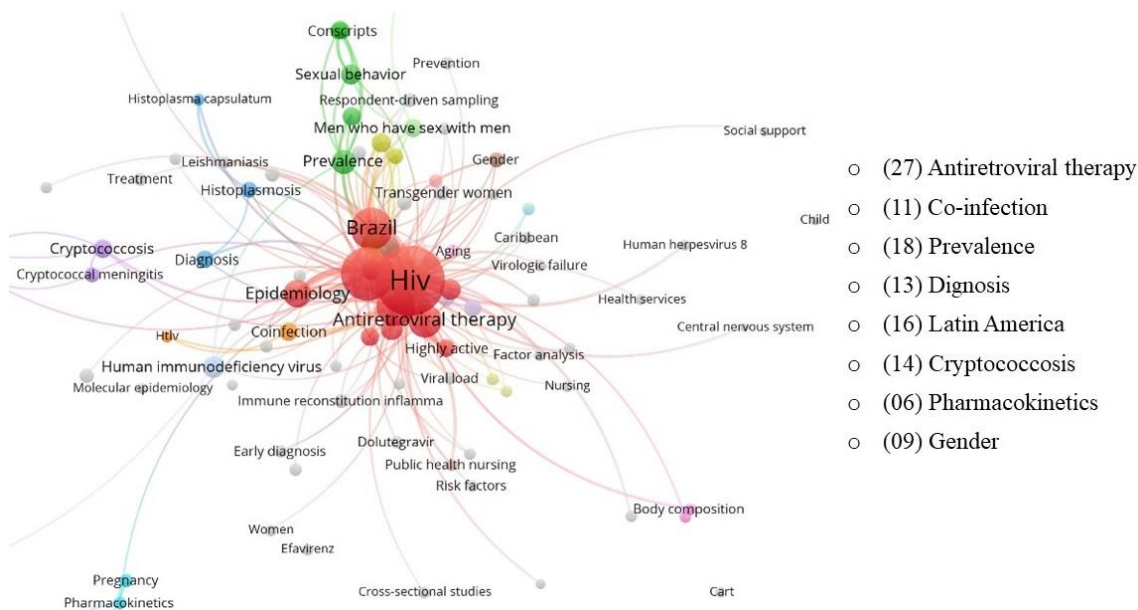 Conscripts
Sexual behavior
Prevention
Histoplasma capsulatum
Respondent-driven sampling
Men who have sex with men
Social support
Leishmaniasis
Prevalence
Gender
Treatment
Histoplasmosis
Transgender women
Brazil
Child
Cryptococcosis
Caribbean
Human herpesvirus 8
Aging
Diagnosis
Virologic failure
Cryptococcal meningitis
Hiv
Epidemiology
Health services
Antiretroviral therapy
Central nervous system
Htlv
Coinfection
Highly active
Factor analysis
Human immunodeficiency virus
Viral load
Nursing
Molecular epidemiology
Immune reconstitution inflamma
Dolutegravir
Early diagnosis
Public health nursing
Risk factors
Body composition
Women
Efavirenz
Pregnancy
Cross-sectional studies
Cart
Pharmacokinetics
(27) Antiretroviral therapy
(11) Co-infection
(18) Prevalence
(13) Dignosis
(16) Latin America
(14) Cryptococcosis
(06) Pharmacokinetics
(09) Gender